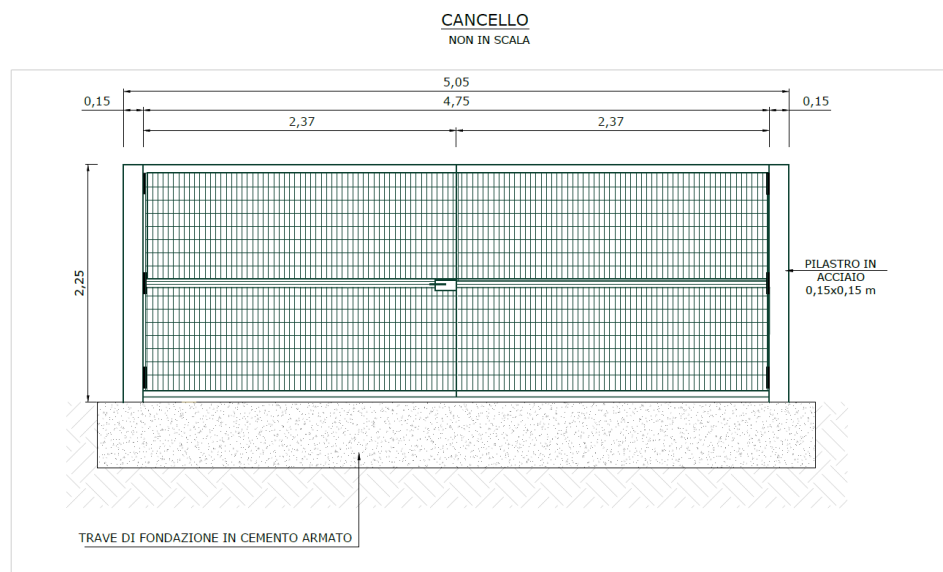 CANCELLO
NON IN SCALA
5,05
0,15
4,75
0,15
2,37
2,37
2,25
PILASTRO IN
ACCIAIO
0,15x0,15 m
TRAVE DI FONDAZIONE IN CEMENTO ARMATO